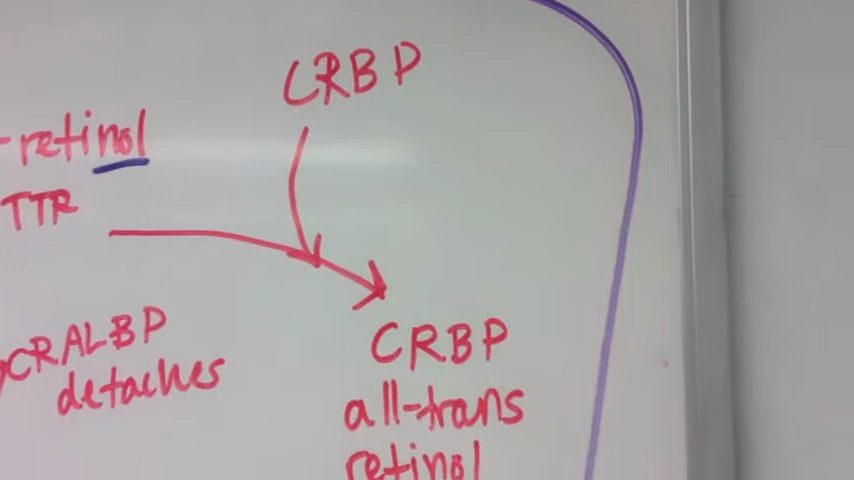 CRBP
-retinol
TTR
CRALBP
detaches
CRBP
all-trans
retinol